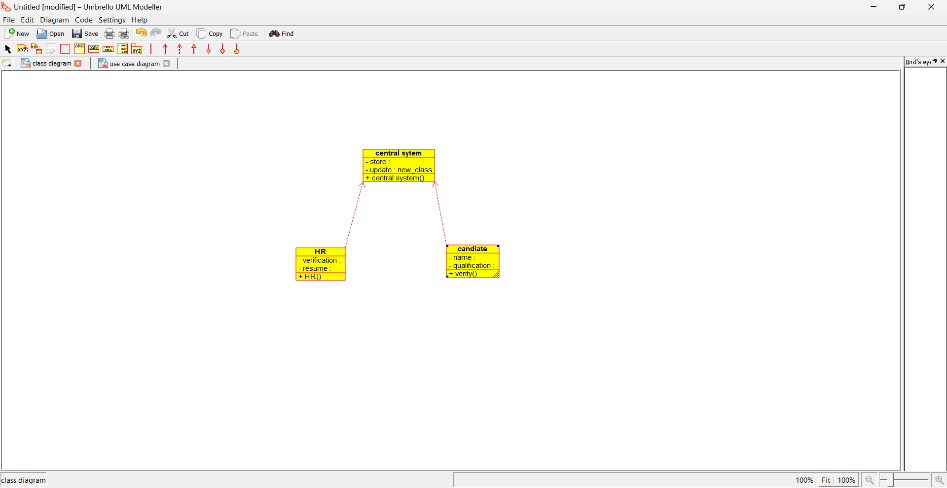 Untitled [modified] – Umbrello UML Modeller
File Edit Diagram Code Settings Help
New Open Save Cut Copy Paste Find
class diagram use case diagram
central sytem
- store :
- update : new_class
+ central system()
HR
verification :
resume :
+ HR()
candiate
- name :
- qualification :
+ verify()
class diagram
100% Fit 100%